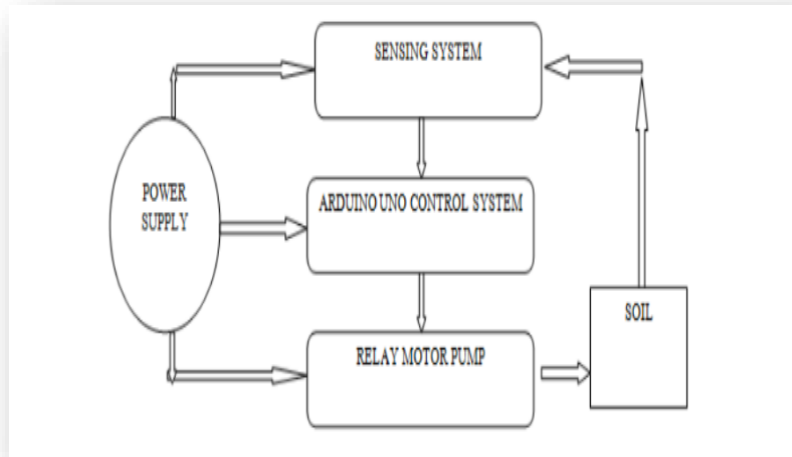 SENSING SYSTEM
POWER
SUPPLY
ARDUINO UNO CONTROL SYSTEM
SOIL
RELAY MOTOR PUMP